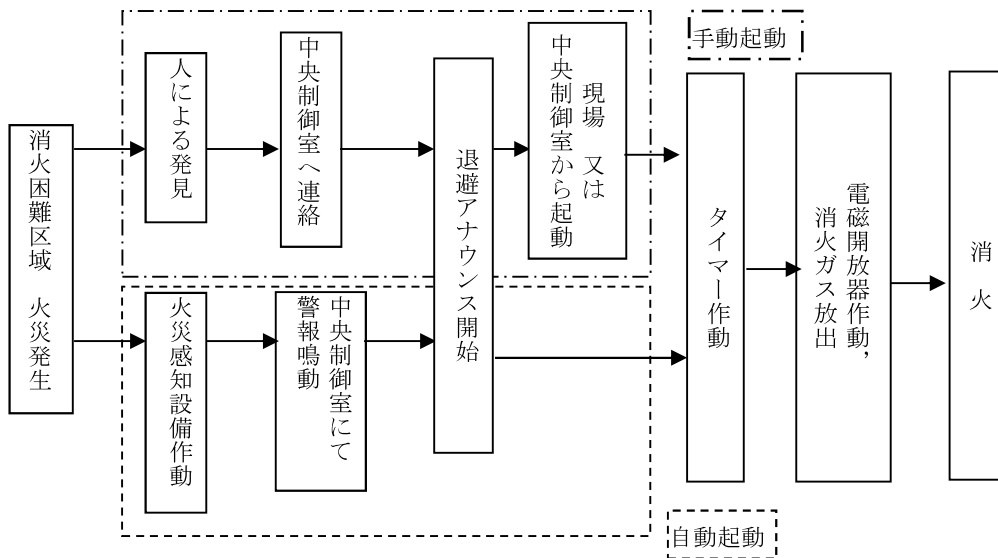 手動起動
消火困難区域 火災発生
人による発見
中央制御室へ連絡
退避アナウンス開始
現場 又は
中央制御室から起動
火災感知設備作動
中央制御室にて
警報鳴動
タイマー作動
電磁開放器作動,
消火ガス放出
消火
自動起動